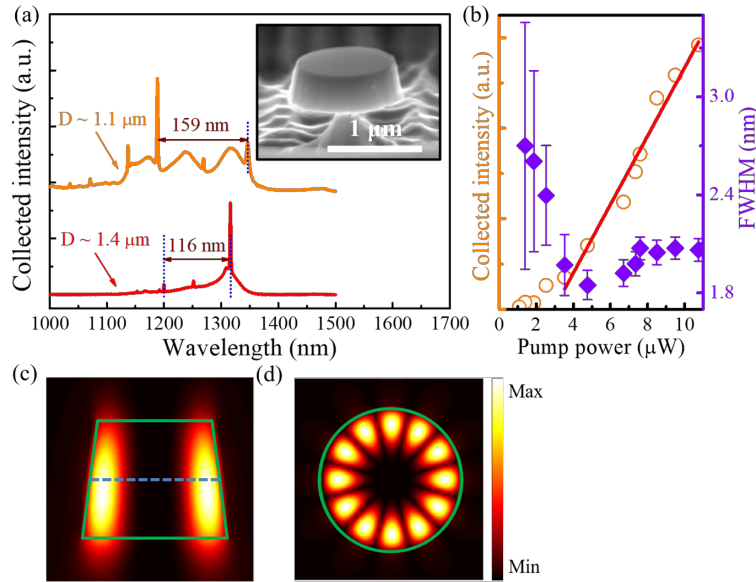 (a)
Collected intensity (a.u.)
D ~ 1.1 μm
159 nm
1 μm
D ~ 1.4 μm
116 nm
1000 1100 1200 1300 1400 1500 1600 1700
Wavelength (nm)
(b)
Collected intensity (a.u.)
3.0
2.4
1.8
FWHM (nm)
0 2 4 6 8 10
Pump power (μW)
(c)
(d)
Max
Min